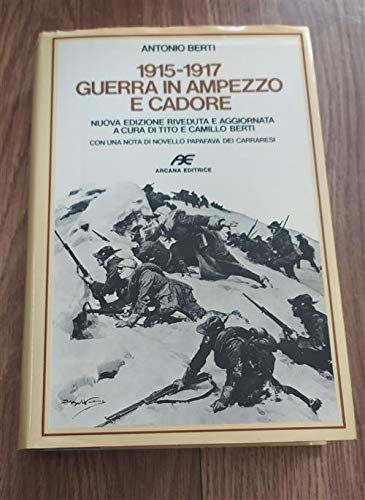 ANTONIO BERTI
1915-1917
GUERRA IN AMPEZZO
E CADORE
NUOVA EDIZIONE RIVEDUTA E AGGIORNATA
A CURA DI TITO E CAMILLO BERTI
CON UNA NOTA DI NOVELLO PAPAFAVA DEI CARRARESI
AE
ARCANA EDITRICE